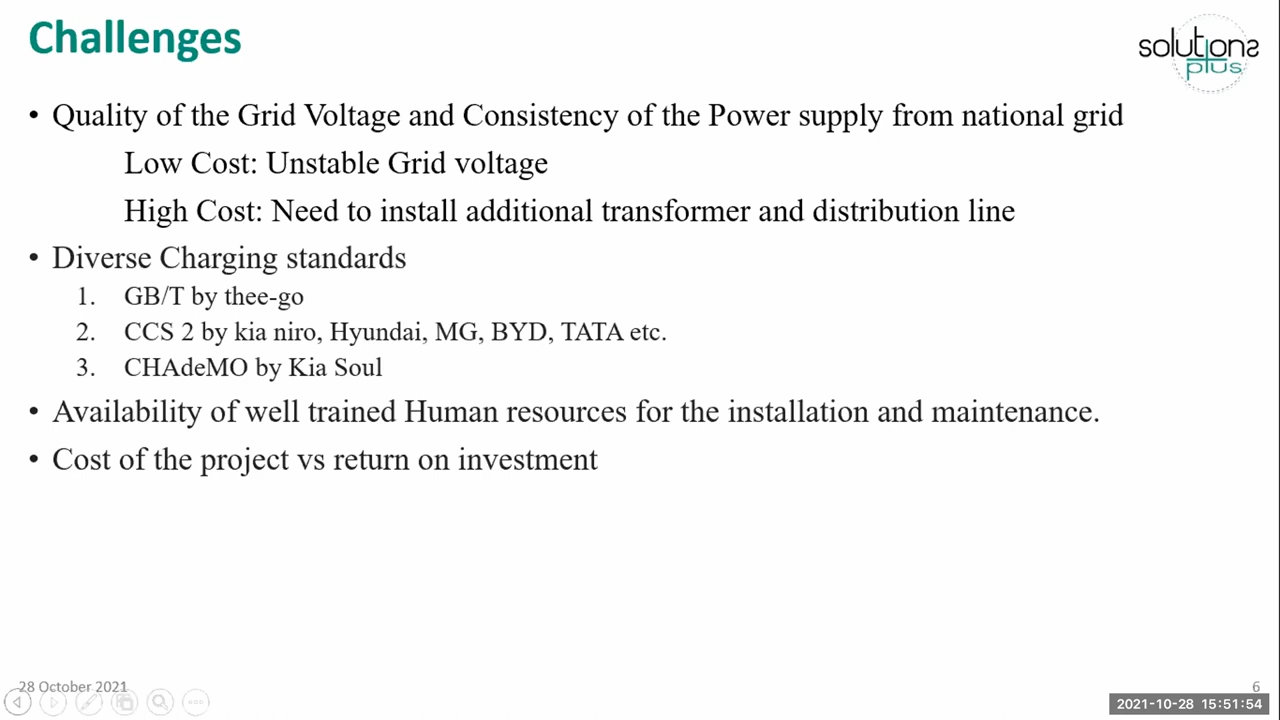 Challenges
solutions
plus
• Quality of the Grid Voltage and Consistency of the Power supply from national grid
Low Cost: Unstable Grid voltage
High Cost: Need to install additional transformer and distribution line
• Diverse Charging standards
1. GB/T by thee-go
2. CCS 2 by kia niro, Hyundai, MG, BYD, TATA etc.
3. CHAdeMO by Kia Soul
• Availability of well trained Human resources for the installation and maintenance.
• Cost of the project vs return on investment
28 October 2021
6
2021-10-28 15:51:54